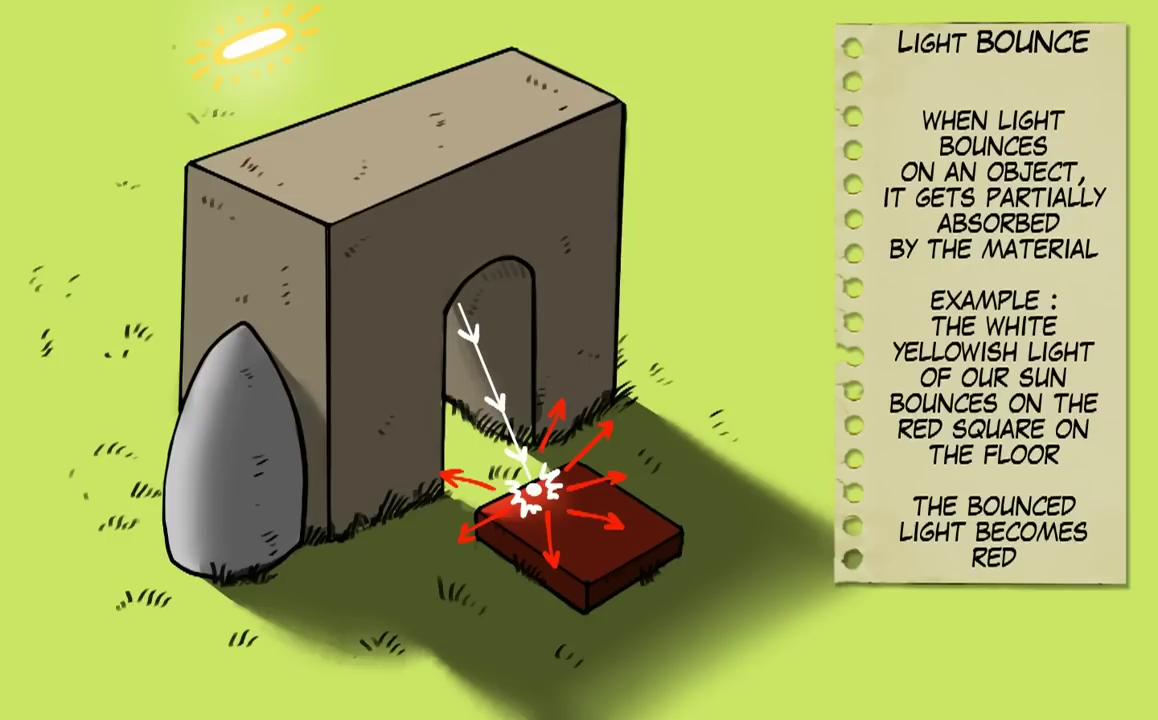 LIGHT BOUNCE
WHEN LIGHT
BOUNCES
ON AN OBJECT,
IT GETS PARTIALLY
ABSORBED
BY THE MATERIAL
EXAMPLE :
THE WHITE
YELLOWISH LIGHT
OF OUR SUN
BOUNCES ON THE
RED SQUARE ON
THE FLOOR
THE BOUNCED
LIGHT BECOMES
RED